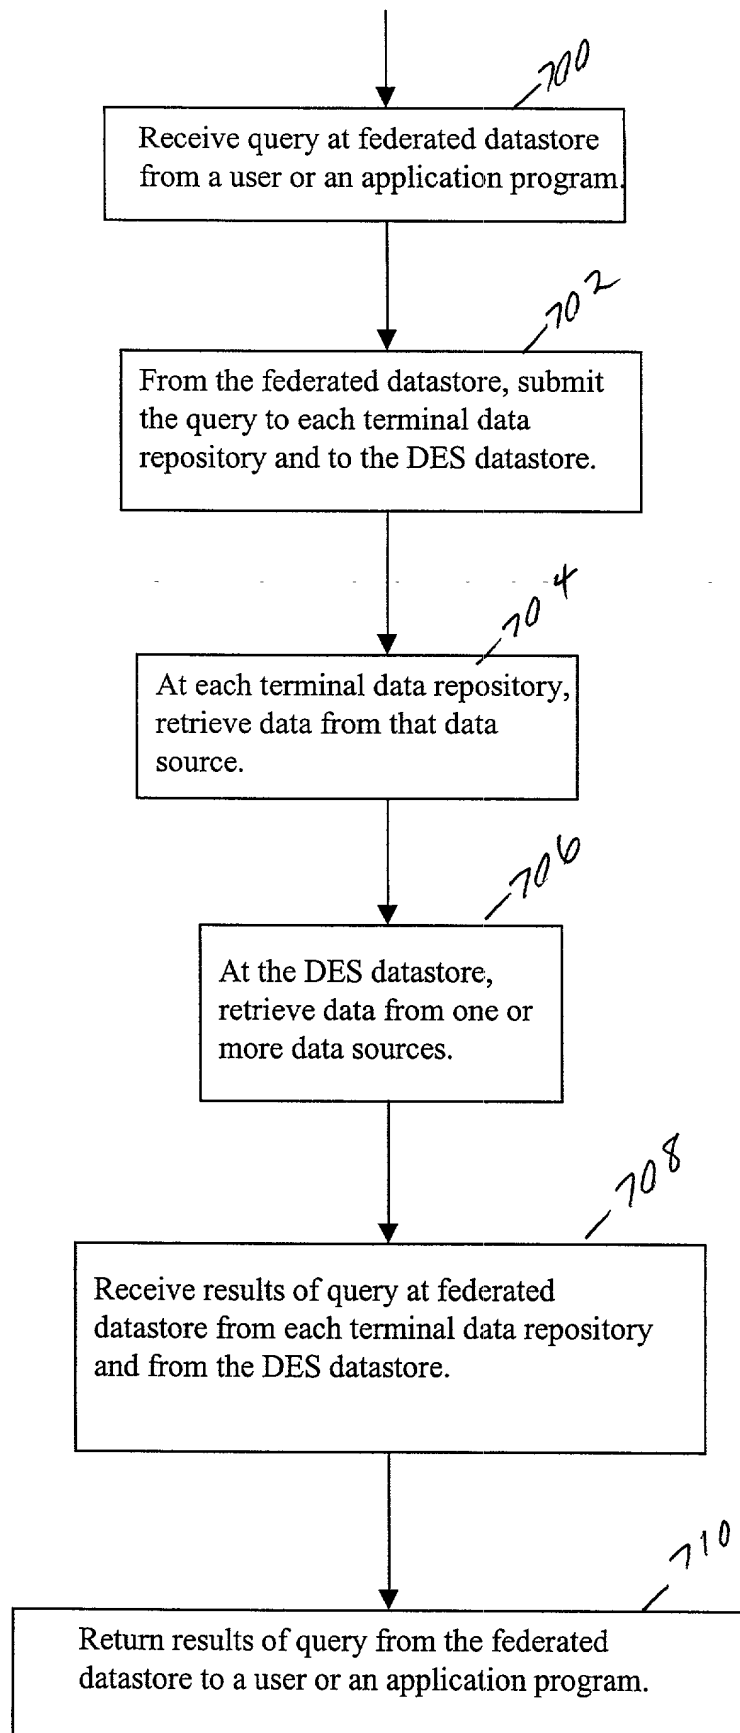 700
Receive query at federated datastore
from a user or an application program.
702
From the federated datastore, submit
the query to each terminal data
repository and to the DES datastore.
704
At each terminal data repository,
retrieve data from that data
source.
706
At the DES datastore,
retrieve data from one or
more data sources.
708
Receive results of query at federated
datastore from each terminal data repository
and from the DES datastore.
710
Return results of query from the federated
datastore to a user or an application program.